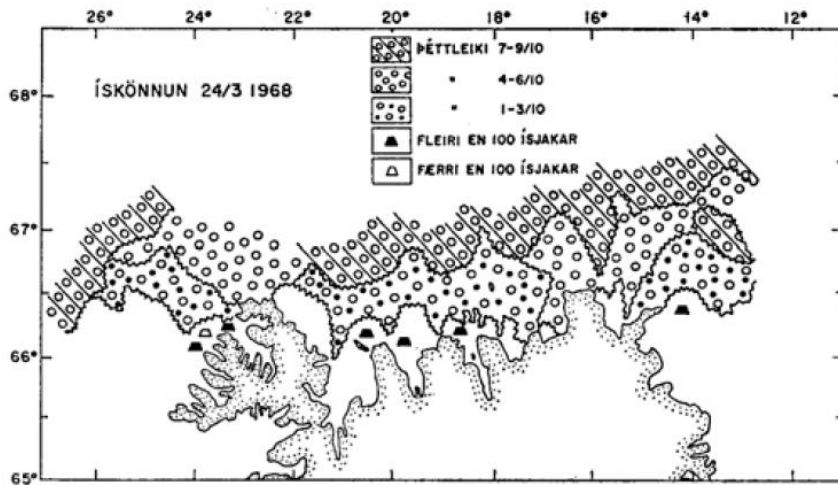 26° 24° 22° 20° 18° 16° 14° 12°
68°
67°
66°
65°
ÍSKÖNNUN 24/3 1968
ÞÉTTLEIKI 7-9/10
" 4-6/10
" 1-3/10
FLEIRI EN 100 ÍSJAKAR
FÆRRI EN 100 ÍSJAKAR